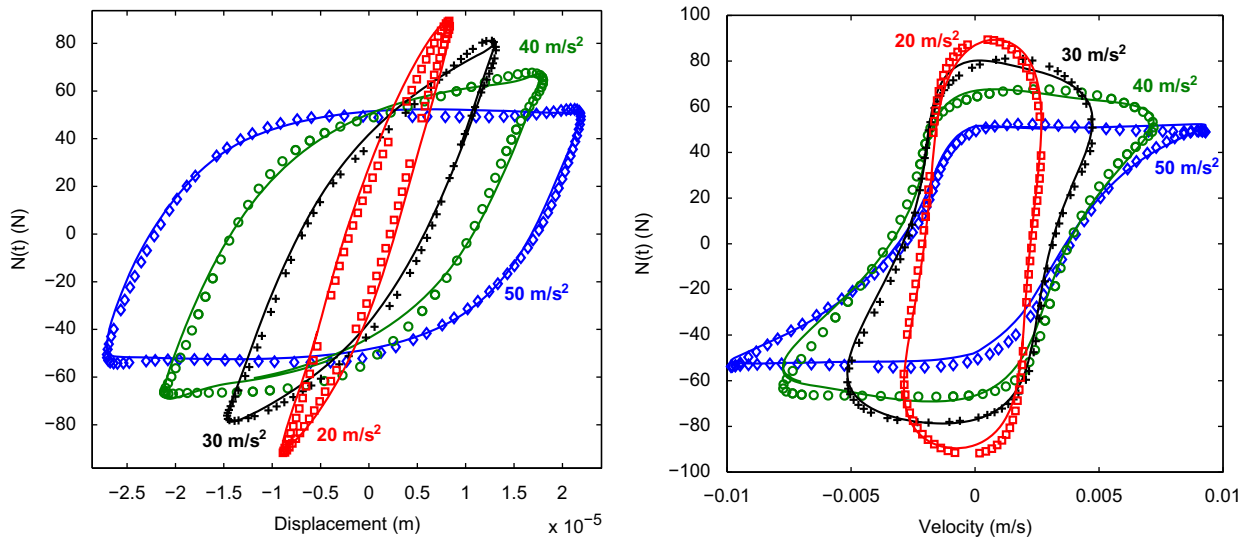 80
60
40
20
0
−20
−40
−60
−80
N(t) (N)
40 m/s²
50 m/s²
30 m/s²
20 m/s²
−2.5 −2 −1.5 −1 −0.5 0 0.5 1 1.5 2
Displacement (m)
x 10⁻⁵
100
80
60
40
20
0
−20
−40
−60
−80
−100
N(t) (N)
20 m/s²
30 m/s²
40 m/s²
50 m/s²
−0.01 −0.005 0 0.005 0.01
Velocity (m/s)